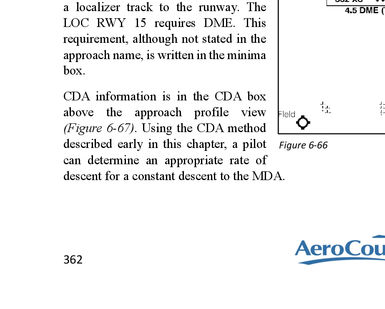 a localizer track to the runway. The
LOC RWY 15 requires DME. This
requirement, although not stated in the
approach name, is written in the minima
box.
CDA information is in the CDA box
above the approach profile view
(Figure 6-67). Using the CDA method
described early in this chapter, a pilot
can determine an appropriate rate of
descent for a constant descent to the MDA.
4.5 DME (
Field
Figure 6-66
362
AeroCou